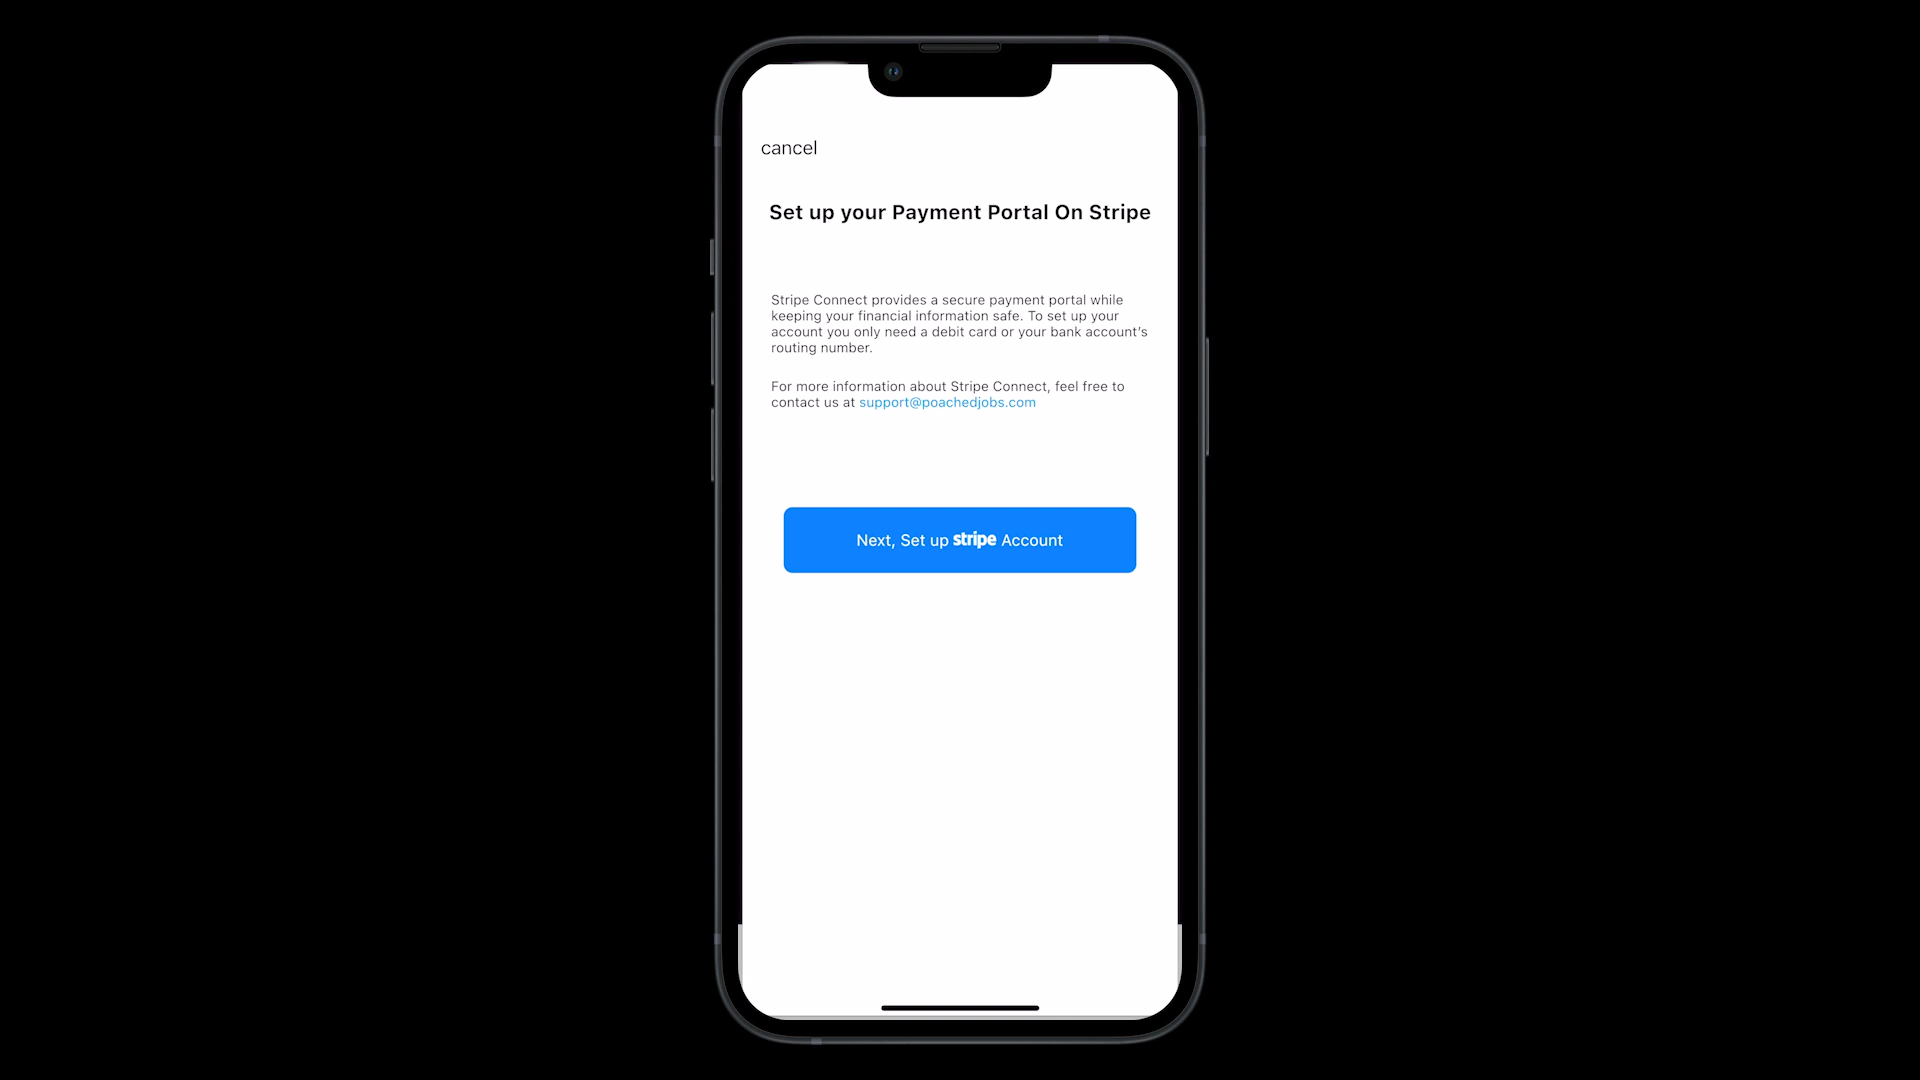 cancel
Set up your Payment Portal On Stripe
Stripe Connect provides a secure payment portal while
keeping your financial information safe. To set up your
account you only need a debit card or your bank account’s
routing number.
For more information about Stripe Connect, feel free to
contact us at support@poachedjobs.com
Next, Set up stripe Account